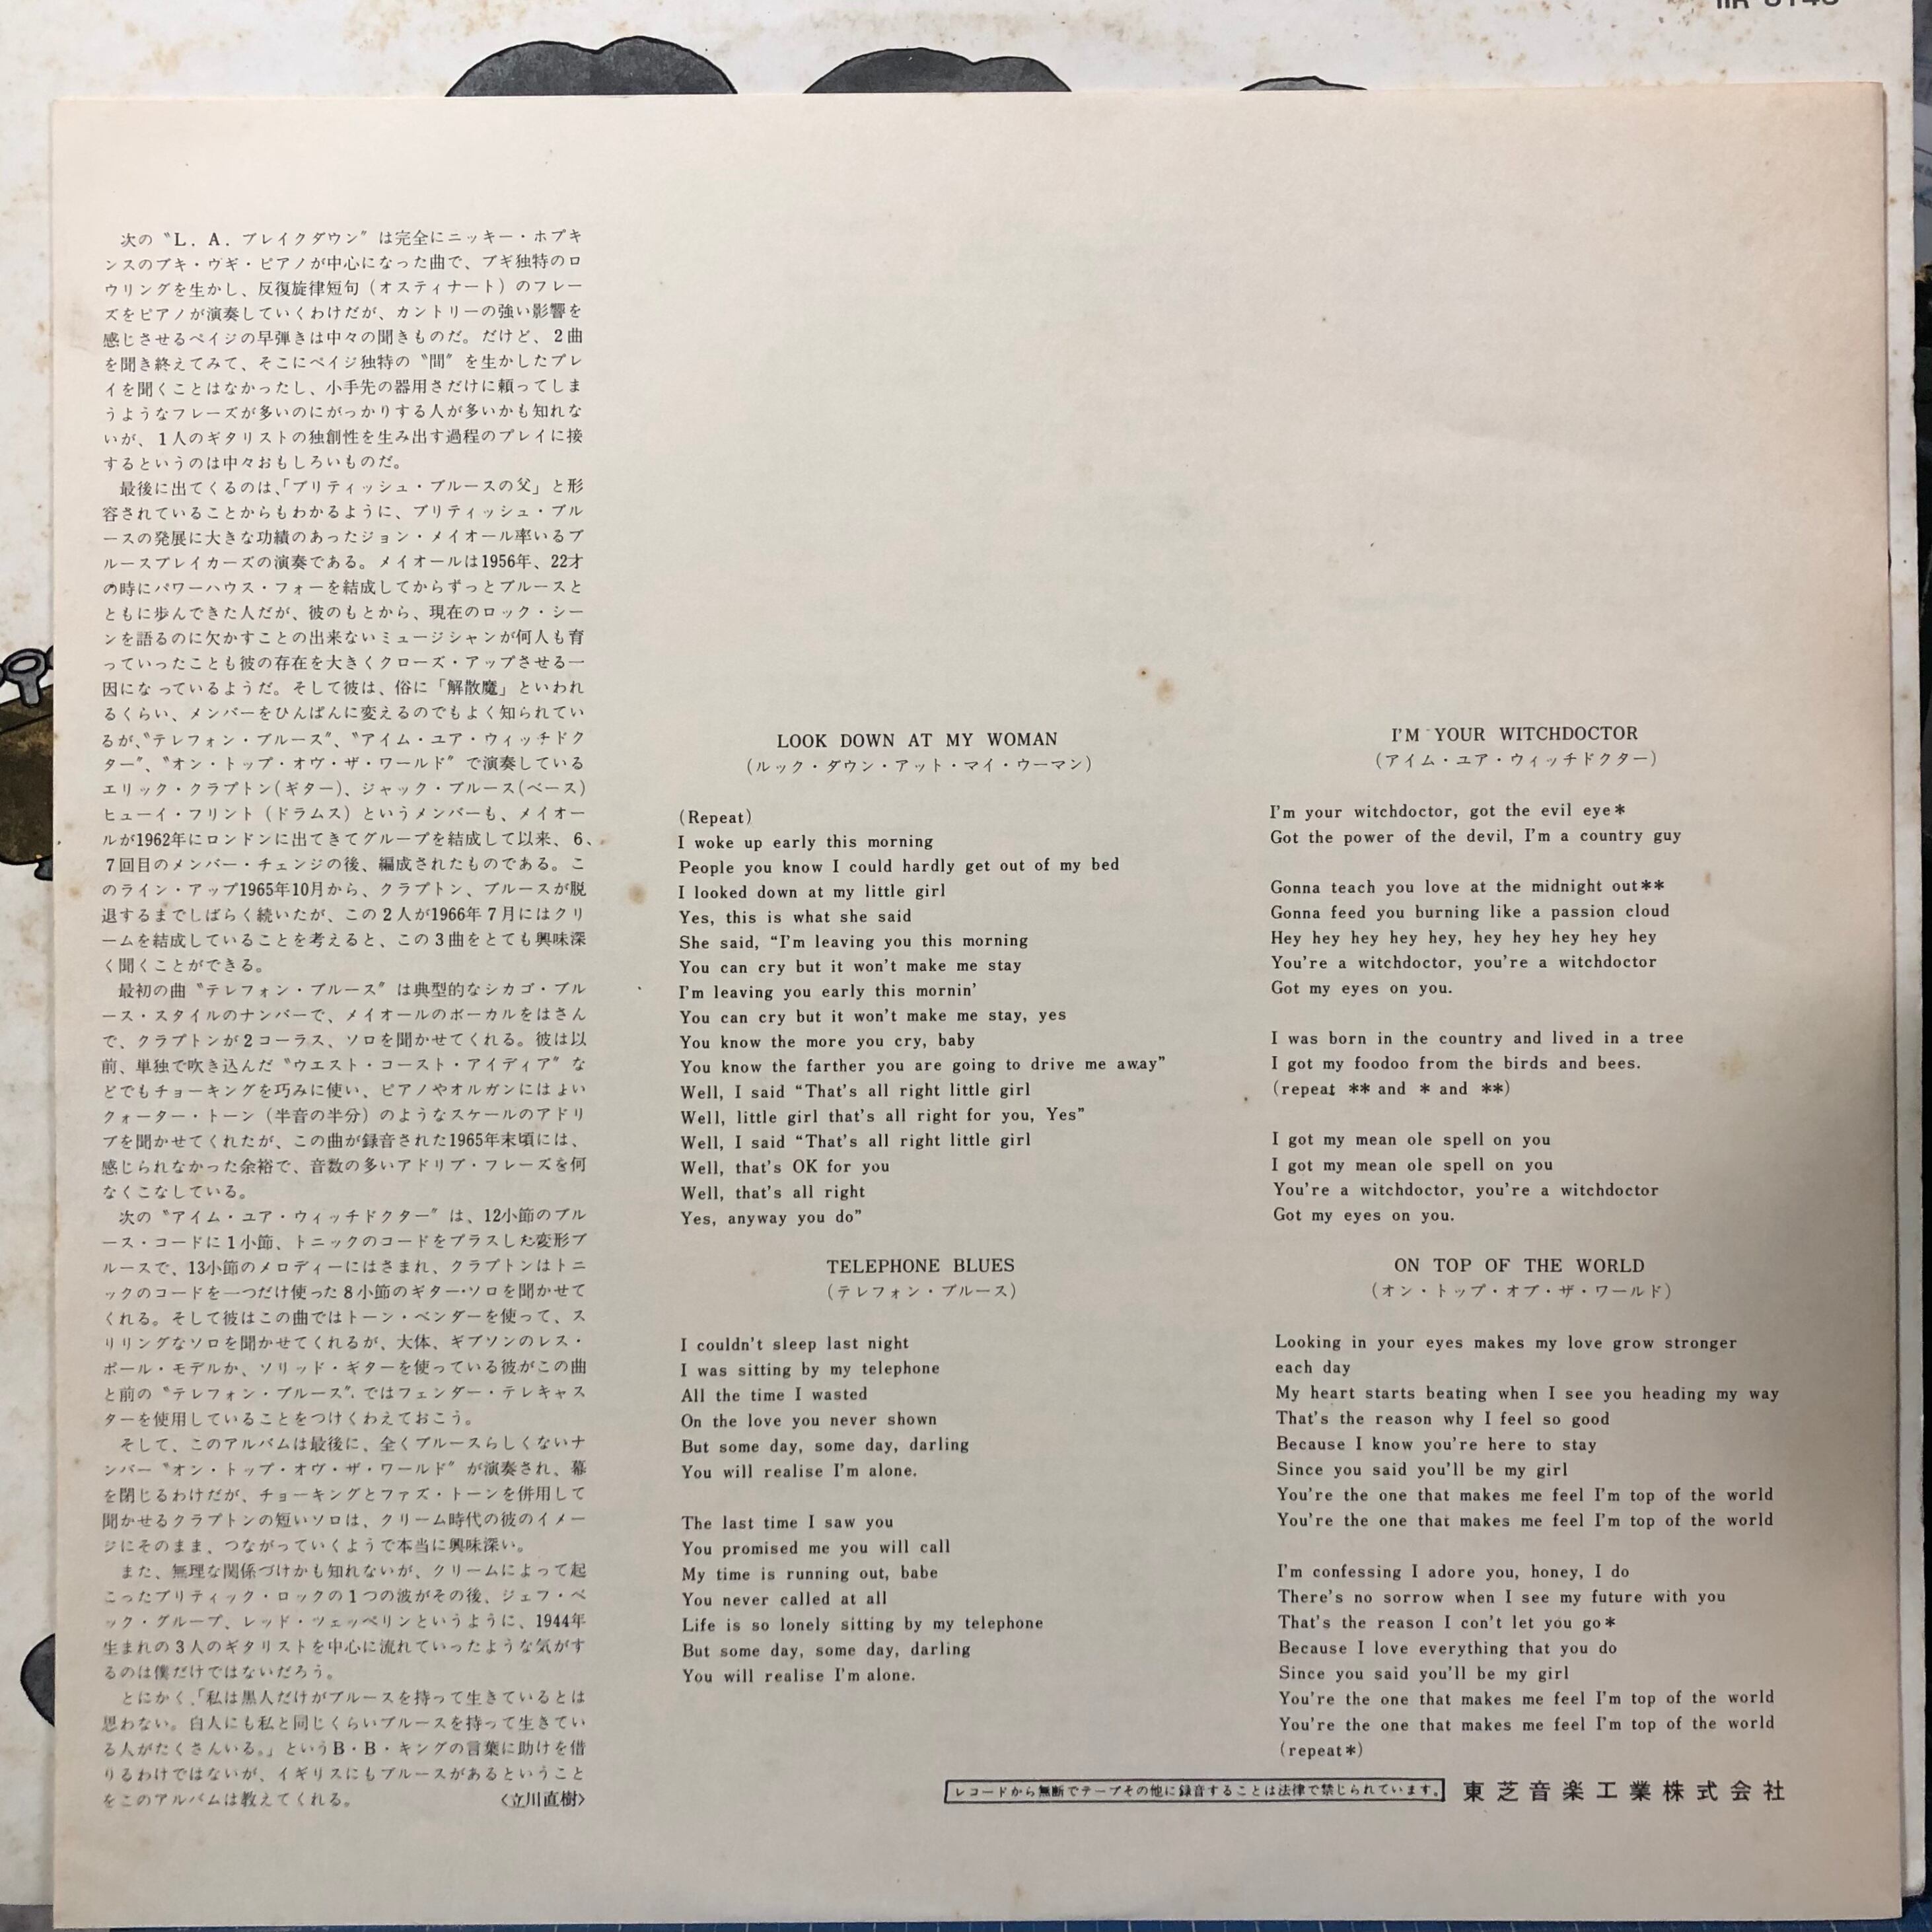 次の〝L．A．ブレイクダウン〟は完全にニッキー・ホプキ
ンスのブキ・ウギ・ピアノが中心になった曲で、ブギ独特のロ
ウリングを生かし、反復旋律短句（オスティナート）のフレー
ズをピアノが演奏していくわけだが、カントリーの強い影響を
感じさせるペイジの早弾きは中々の聞きものだ。だけど、2曲
を聞き終えてみて、そこにペイジ独特の〝間〟を生かしたプレ
イを聞くことはなかったし、小手先の器用さだけに頼ってしま
うようなフレーズが多いのにがっかりする人が多いかも知れな
いが、1人のギタリストの独創性を生み出す過程のプレイに接
するというのは中々おもしろいものだ。
最後に出てくるのは、「ブリティッシュ・ブルースの父」と形
容されていることからもわかるように、ブリティッシュ・ブル
ースの発展に大きな功績のあったジョン・メイオール率いるブ
ルースブレイカーズの演奏である。メイオールは1956年、22才
の時にパワーハウス・フォーを結成してからずっとブルースと
ともに歩んできた人だが、彼のもとから、現在のロック・シー
ンを語るのに欠かすことの出来ないミュージシャンが何人も育
っていったことも彼の存在を大きくクローズ・アップさせる一
因になっているようだ。そして彼は、俗に「解散魔」といわれ
るくらい、メンバーをひんぱんに変えるのでもよく知られてい
るが、〝テレフォン・ブルース〟、〝アイム・ユア・ウィッチドク
ター〟、〝オン・トップ・オヴ・ザ・ワールド〟で演奏している
エリック・クラプトン(ギター)、ジャック・ブルース(ベース)
ヒューイ・フリント（ドラムス）というメンバーも、メイオー
ルが1962年にロンドンに出てきてグループを結成して以来、6、
7回目のメンバー・チェンジの後、編成されたものである。こ
のライン・アップ1965年10月から、クラプトン、ブルースが脱
退するまでしばらく続いたが、この2人が1966年7月にはクリ
ームを結成していることを考えると、この3曲をとても興味深
く聞くことができる。
最初の曲〝テレフォン・ブルース〟は典型的なシカゴ・ブル
ース・スタイルのナンバーで、メイオールのボーカルをはさん
で、クラプトンが2コーラス、ソロを聞かせてくれる。彼は以
前、単独で吹き込んだ〝ウエスト・コースト・アイディア〟な
どでもチョーキングを巧みに使い、ピアノやオルガンにはよい
クォーター・トーン（半音の半分）のようなスケールのアドリ
ブを聞かせてくれたが、この曲が録音された1965年末頃には、
感じられなかった余裕で、音数の多いアドリブ・フレーズを何
なくこなしている。
次の〝アイム・ユア・ウィッチドクター〟は、12小節のブル
ース・コードに1小節、トニックのコードをプラスした変形ブ
ルースで、13小節のメロディーにはさまれ、クラプトンはトニ
ックのコードを一つだけ使った8小節のギター・ソロを聞かせて
くれる。そして彼はこの曲ではトーン・ベンダーを使って、ス
リリングなソロを聞かせてくれるが、大体、ギブソンのレス・
ポール・モデルか、ソリッド・ギターを使っている彼がこの曲
と前の〝テレフォン・ブルース〟.ではフェンダー・テレキャス
ターを使用していることをつけくわえておこう。
そして、このアルバムは最後に、全くブルースらしくないナ
ンバー〝オン・トップ・オヴ・ザ・ワールド〟が演奏され、幕
を閉じるわけだが、チョーキングとファズ・トーンを併用して
聞かせるクラプトンの短いソロは、クリーム時代の彼のイメー
ジにそのまま、つながっていくようで本当に興味深い。
また、無理な関係づけかも知れないが、クリームによって起
こったブリティック・ロックの1つの波がその後、ジェフ・ベ
ック・グループ、レッド・ツェッペリンというように、1944年
生まれの3人のギタリストを中心に流れていったような気がす
るのは僕だけではないだろう。
とにかく、「私は黒人だけがブルースを持って生きているとは
思わない。白人にも私と同じくらいブルースを持って生きてい
る人がたくさんいる。」というB・B・キングの言葉に助けを借
りるわけではないが、イギリスにもブルースがあるということ
をこのアルバムは教えてくれる。 〈立川直樹〉
LOOK DOWN AT MY WOMAN
（ルック・ダウン・アット・マイ・ウーマン）
(Repeat)
I woke up early this morning
People you know I could hardly get out of my bed
I looked down at my little girl
Yes, this is what she said
She said, “I'm leaving you this morning
You can cry but it won't make me stay
I'm leaving you early this mornin'
You can cry but it won't make me stay, yes
You know the more you cry, baby
You know the farther you are going to drive me away”
Well, I said “That's all right little girl
Well, little girl that's all right for you, Yes”
Well, I said “That's all right little girl
Well, that's OK for you
Well, that's all right
Yes, anyway you do”
TELEPHONE BLUES
（テレフォン・ブルース）
I couldn't sleep last night
I was sitting by my telephone
All the time I wasted
On the love you never shown
But some day, some day, darling
You will realise I'm alone.
The last time I saw you
You promised me you will call
My time is running out, babe
You never called at all
Life is so lonely sitting by my telephone
But some day, some day, darling
You will realise I'm alone.
I'M YOUR WITCHDOCTOR
（アイム・ユア・ウィッチドクター）
I'm your witchdoctor, got the evil eye*
Got the power of the devil, I'm a country guy
Gonna teach you love at the midnight out**
Gonna feed you burning like a passion cloud
Hey hey hey hey hey, hey hey hey hey hey
You're a witchdoctor, you're a witchdoctor
Got my eyes on you.
I was born in the country and lived in a tree
I got my foodoo from the birds and bees.
(repeat ** and * and **)
I got my mean ole spell on you
I got my mean ole spell on you
You're a witchdoctor, you're a witchdoctor
Got my eyes on you.
ON TOP OF THE WORLD
（オン・トップ・オブ・ザ・ワールド）
Looking in your eyes makes my love grow stronger
each day
My heart starts beating when I see you heading my way
That's the reason why I feel so good
Because I know you're here to stay
Since you said you'll be my girl
You're the one that makes me feel I'm top of the world
You're the one that makes me feel I'm top of the world
I'm confessing I adore you, honey, I do
There's no sorrow when I see my future with you
That's the reason I con't let you go*
Because I love everything that you do
Since you said you'll be my girl
You're the one that makes me feel I'm top of the world
You're the one that makes me feel I'm top of the world
(repeat*)
レコードから無断でテープその他に録音することは法律で禁じられています。 東芝音楽工業株式会社